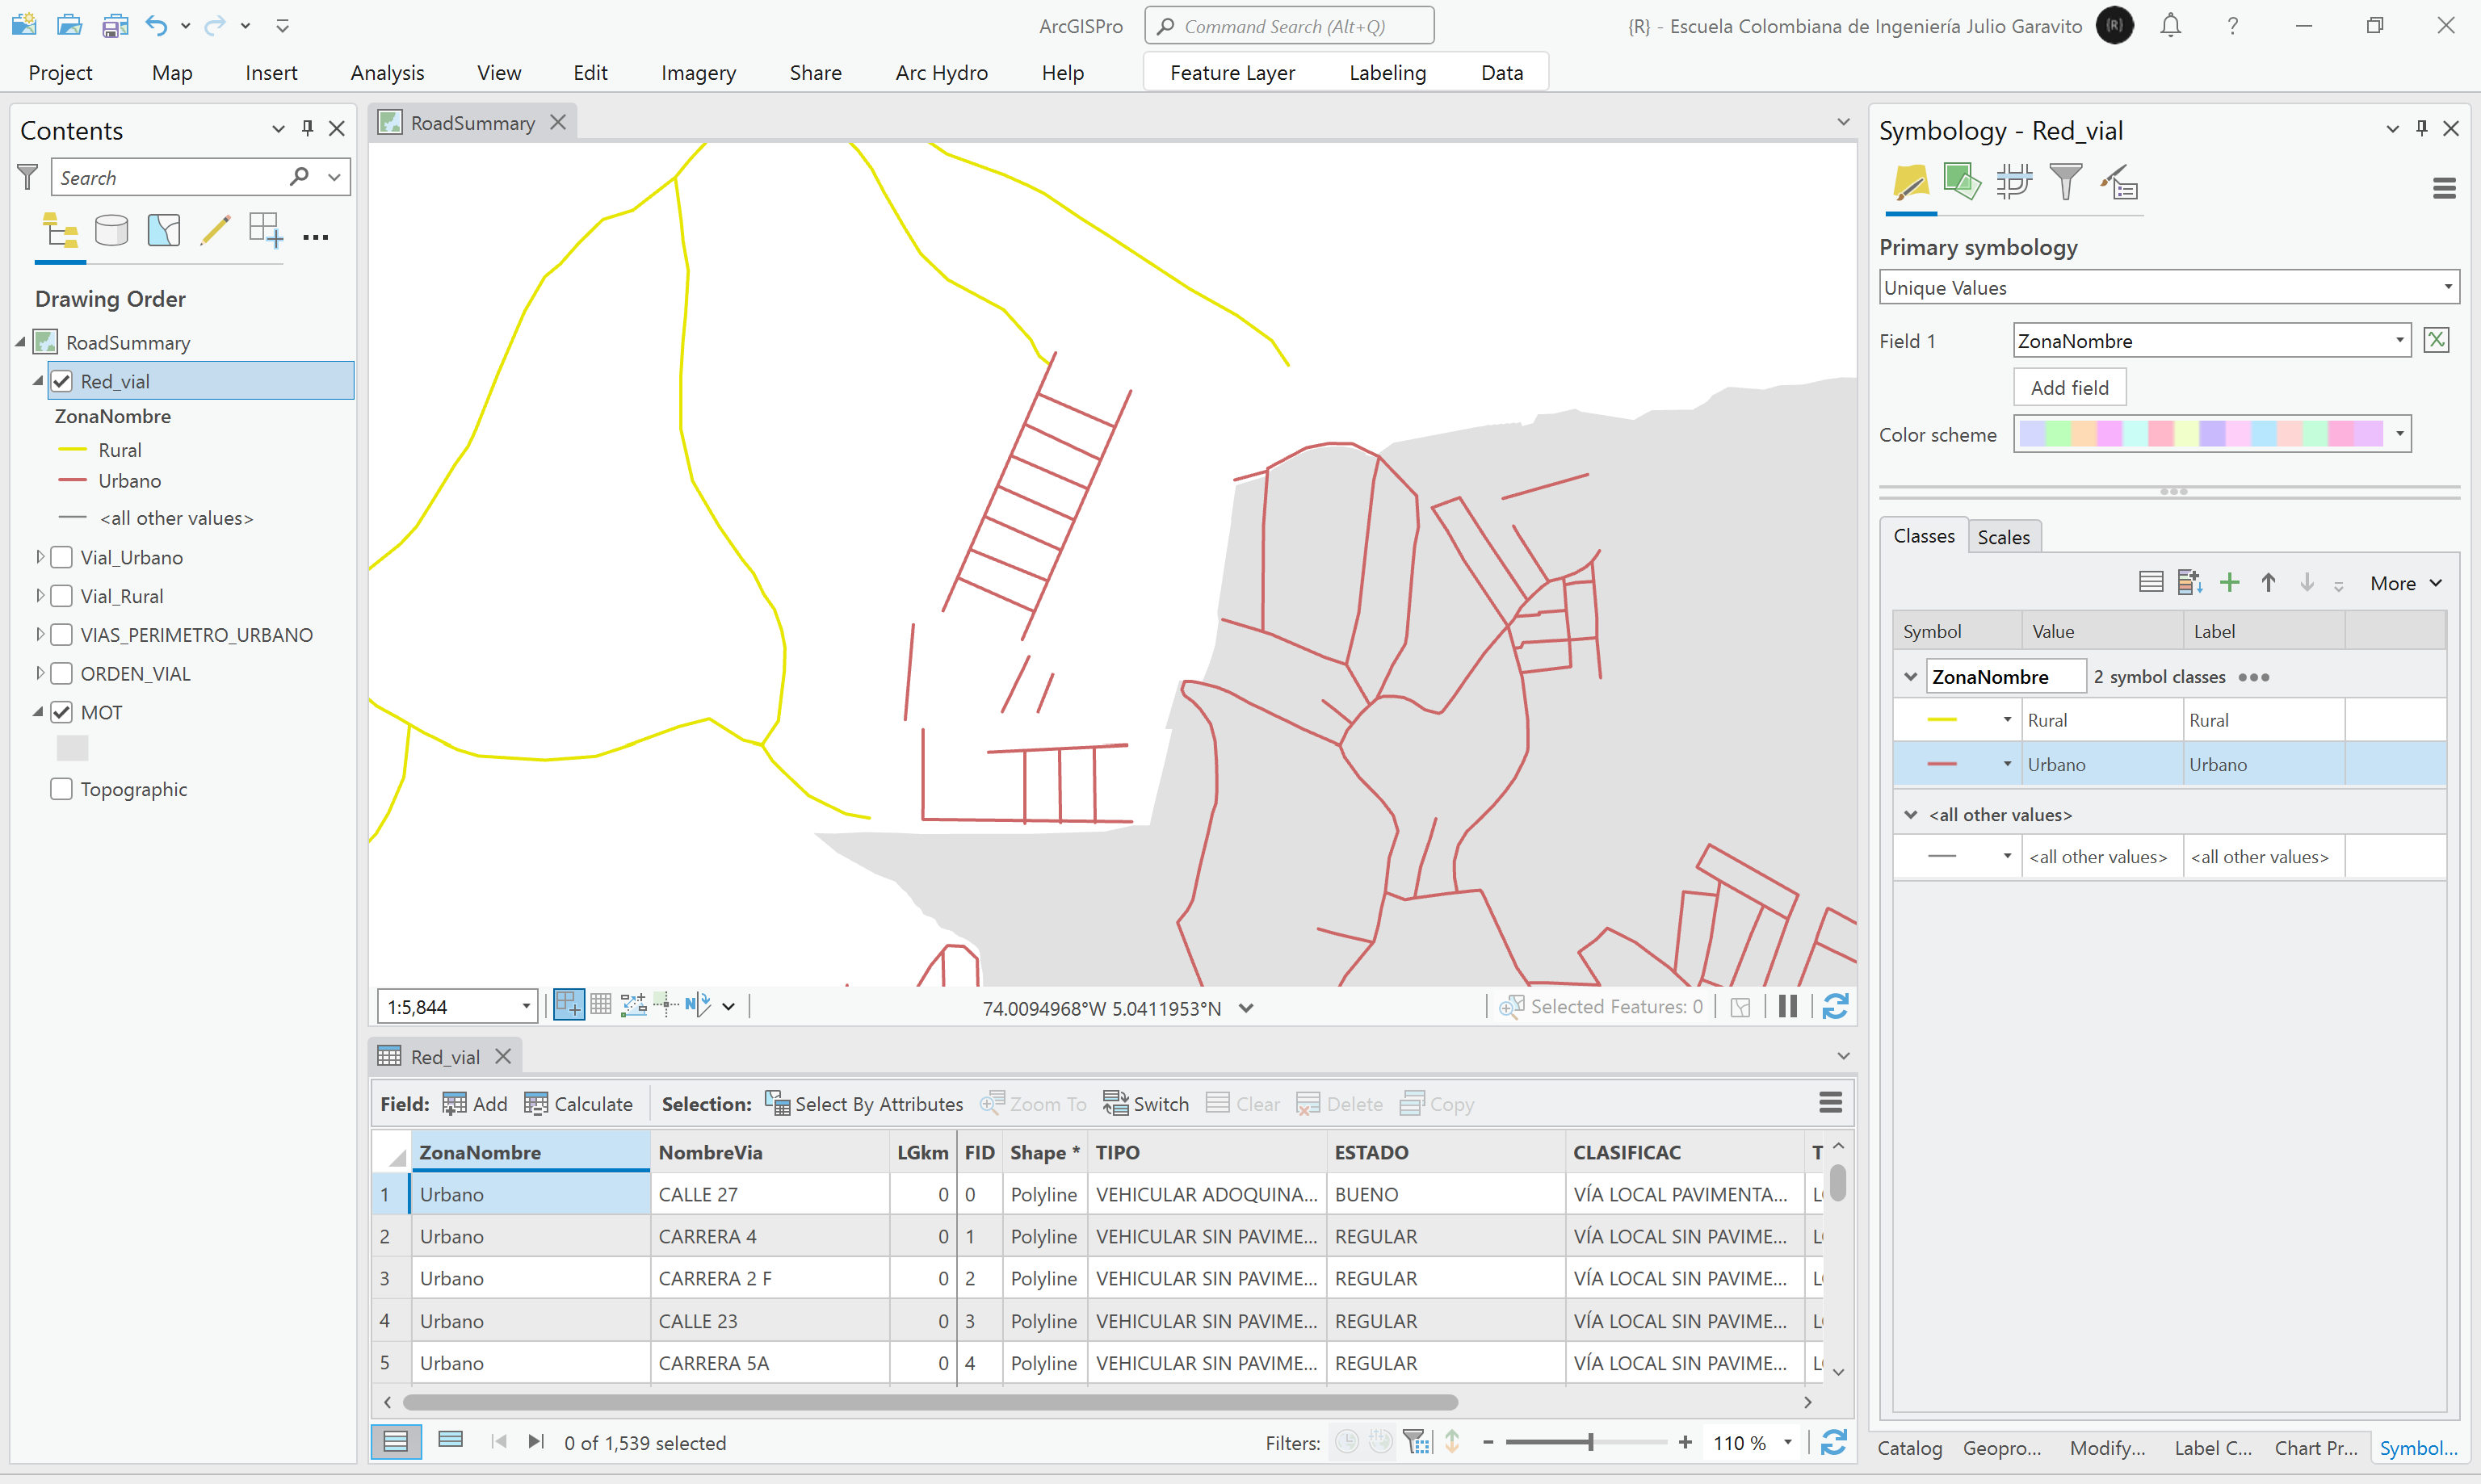 ArcGISPro
Command Search (Alt+Q)
{R} - Escuela Colombiana de Ingeniería Julio Garavito
{R}
Project Map Insert Analysis View Edit Imagery Share Arc Hydro Help Feature Layer Labeling Data
Contents
Search
Drawing Order
RoadSummary
Red_vial
ZonaNombre
Rural
Urbano
<all other values>
Vial_Urbano
Vial_Rural
VIAS_PERIMETRO_URBANO
ORDEN_VIAL
MOT
Topographic
RoadSummary
1:5,844
74.0094968°W 5.0411953°N
Selected Features: 0
Red_vial
Field: Add Calculate Selection: Select By Attributes Zoom To Switch Clear Delete Copy
ZonaNombre NombreVia LGkm FID Shape * TIPO ESTADO CLASIFICAC T
1 Urbano CALLE 27 0 0 Polyline VEHICULAR ADOQUINA... BUENO VÍA LOCAL PAVIMENTA...
2 Urbano CARRERA 4 0 1 Polyline VEHICULAR SIN PAVIME... REGULAR VÍA LOCAL SIN PAVIME...
3 Urbano CARRERA 2 F 0 2 Polyline VEHICULAR SIN PAVIME... REGULAR VÍA LOCAL SIN PAVIME...
4 Urbano CALLE 23 0 3 Polyline VEHICULAR SIN PAVIME... REGULAR VÍA LOCAL SIN PAVIME...
5 Urbano CARRERA 5A 0 4 Polyline VEHICULAR SIN PAVIME... REGULAR VÍA LOCAL SIN PAVIME...
0 of 1,539 selected
Filters:
110 %
Symbology - Red_vial
Primary symbology
Unique Values
Field 1 ZonaNombre
Add field
Color scheme
Classes Scales
More
Symbol Value Label
ZonaNombre 2 symbol classes
Rural Rural
Urbano Urbano
<all other values>
<all other values> <all other values>
Catalog Geopro... Modify... Label C... Chart Pr... Symbol...